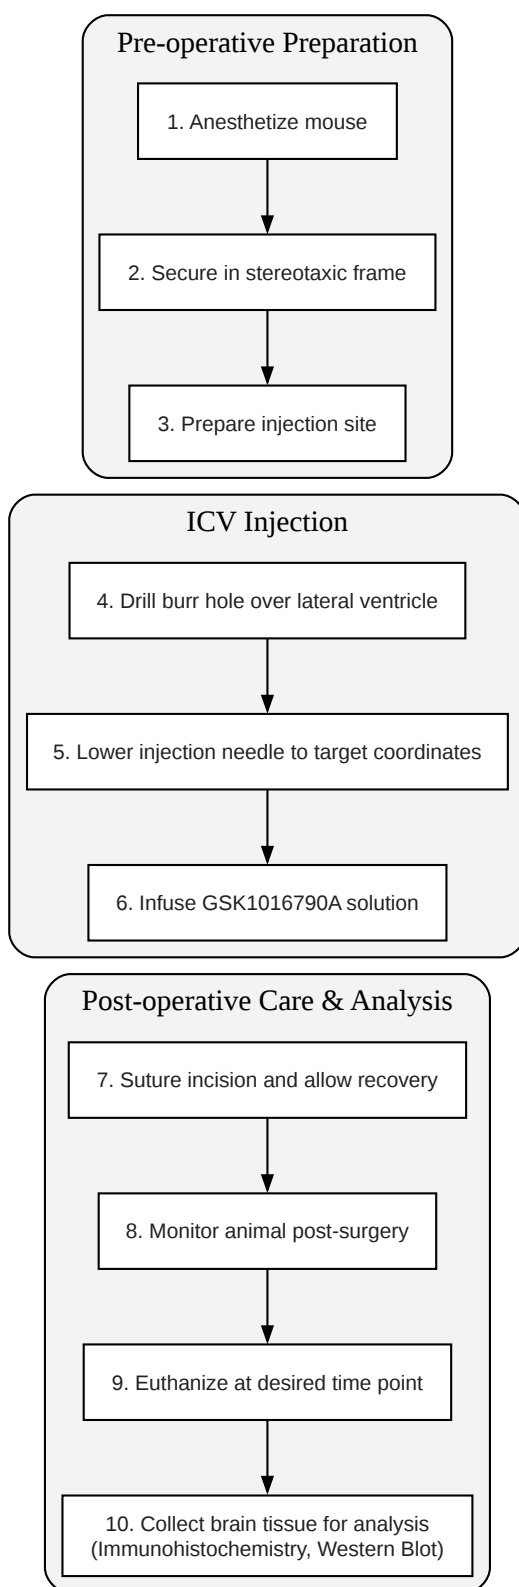 Pre-operative Preparation
1. Anesthetize mouse
2. Secure in stereotaxic frame
3. Prepare injection site
ICV Injection
4. Drill burr hole over lateral ventricle
5. Lower injection needle to target coordinates
6. Infuse GSK1016790A solution
Post-operative Care & Analysis
7. Suture incision and allow recovery
8. Monitor animal post-surgery
9. Euthanize at desired time point
10. Collect brain tissue for analysis
(Immunohistochemistry, Western Blot)